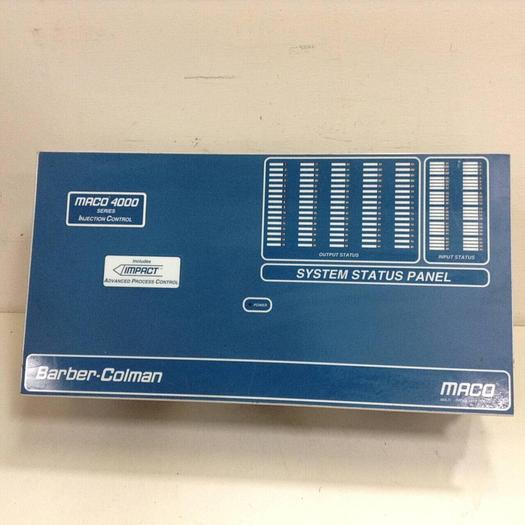 MACO 4000
SERIES
INJECTION CONTROL
Includes
IMPACT
ADVANCED PROCESS CONTROL
OUTPUT STATUS
INPUT STATUS
SYSTEM STATUS PANEL
POWER
Barber-Colman
MACO